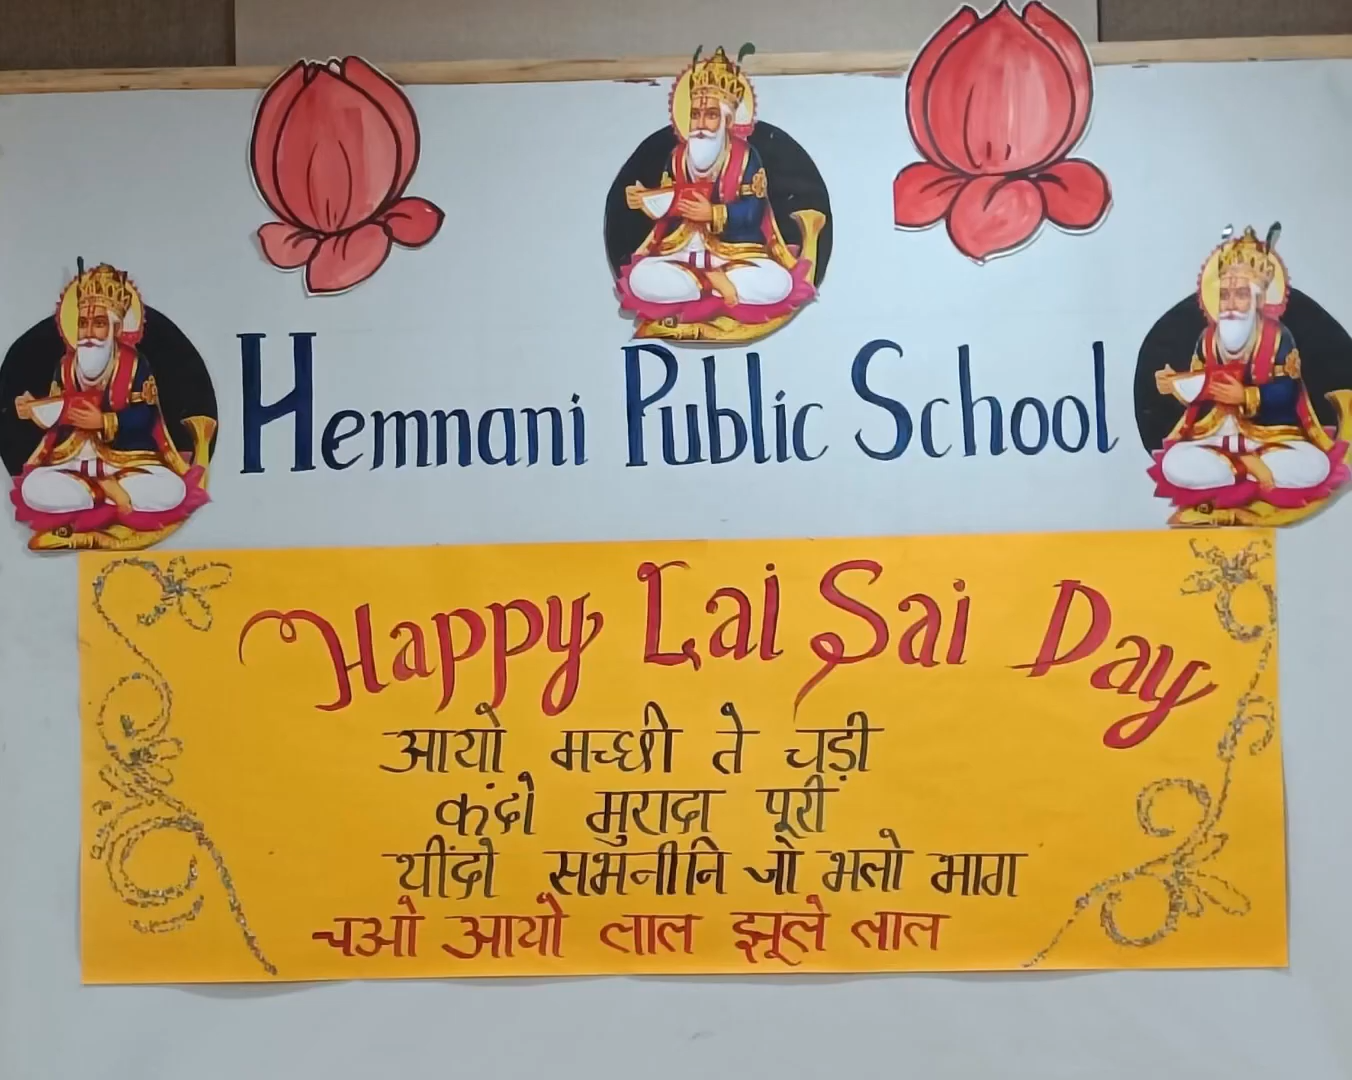 Hemnani Public School
Happy Lal Sai Day
आयो मच्छी ते चड़ी
कंदो मुरादा पूरी
थींदो सभनीनि जो भलो भाग
चओ आयो लाल झूले लाल